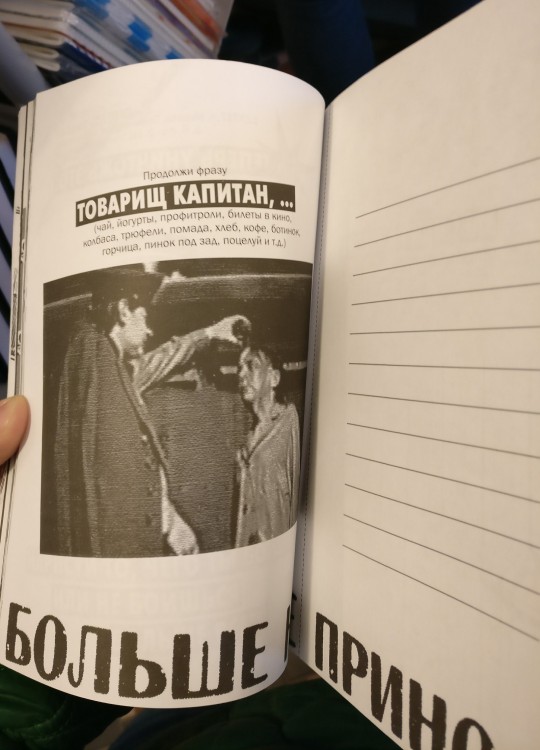 Продолжи фразу
ТОВАРИЩ КАПИТАН, ...
(чай, йогурты, профитроли, билеты в кино,
колбаса, трюфели, помада, хлеб, кофе, ботинок,
горчица, пинок под зад, поцелуй и т.д.)
БОЛЬШЕ
ПРИНО